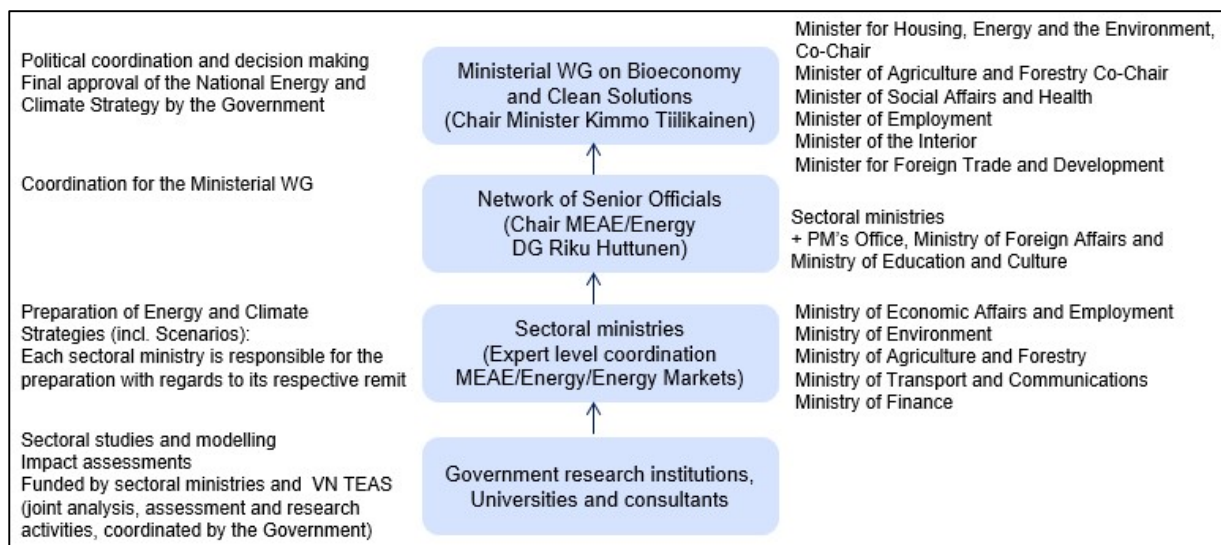 Political coordination and decision making
Final approval of the National Energy and
Climate Strategy by the Government
Ministerial WG on Bioeconomy
and Clean Solutions
(Chair Minister Kimmo Tiilikainen)
Minister for Housing, Energy and the Environment,
Co-Chair
Minister of Agriculture and Forestry Co-Chair
Minister of Social Affairs and Health
Minister of Employment
Minister of the Interior
Minister for Foreign Trade and Development
Coordination for the Ministerial WG
Network of Senior Officials
(Chair MEAE/Energy
DG Riku Huttunen)
Sectoral ministries
+ PM's Office, Ministry of Foreign Affairs and
Ministry of Education and Culture
Preparation of Energy and Climate
Strategies (incl. Scenarios):
Each sectoral ministry is responsible for the
preparation with regards to its respective remit
Sectoral ministries
(Expert level coordination
MEAE/Energy/Energy Markets)
Ministry of Economic Affairs and Employment
Ministry of Environment
Ministry of Agriculture and Forestry
Ministry of Transport and Communications
Ministry of Finance
Sectoral studies and modelling
Impact assessments
Funded by sectoral ministries and VN TEAS
(joint analysis, assessment and research
activities, coordinated by the Government)
Government research institutions,
Universities and consultants